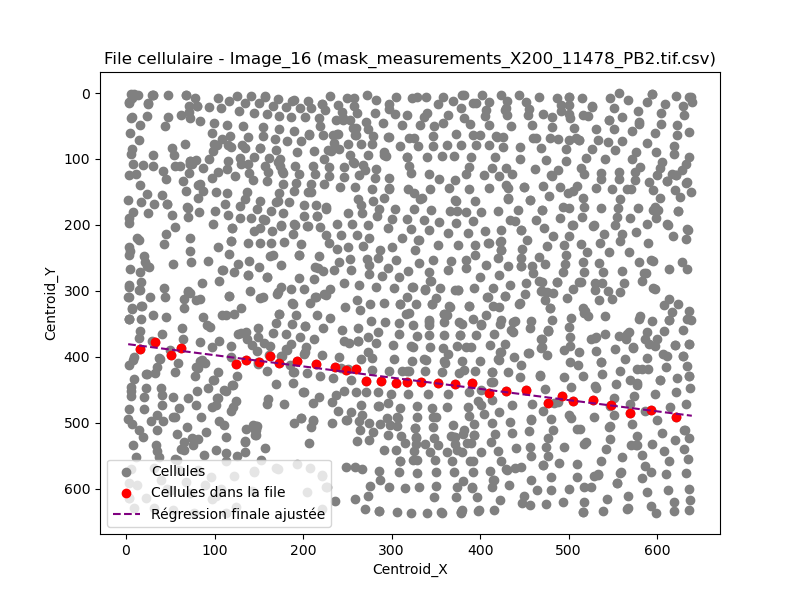 File cellulaire - Image_16 (mask_measurements_X200_11478_PB2.tif.csv)
0
100
200
300
400
500
600
Centroid_Y
Cellules
Cellules dans la file
Régression finale ajustée
0 100 200 300 400 500 600
Centroid_X